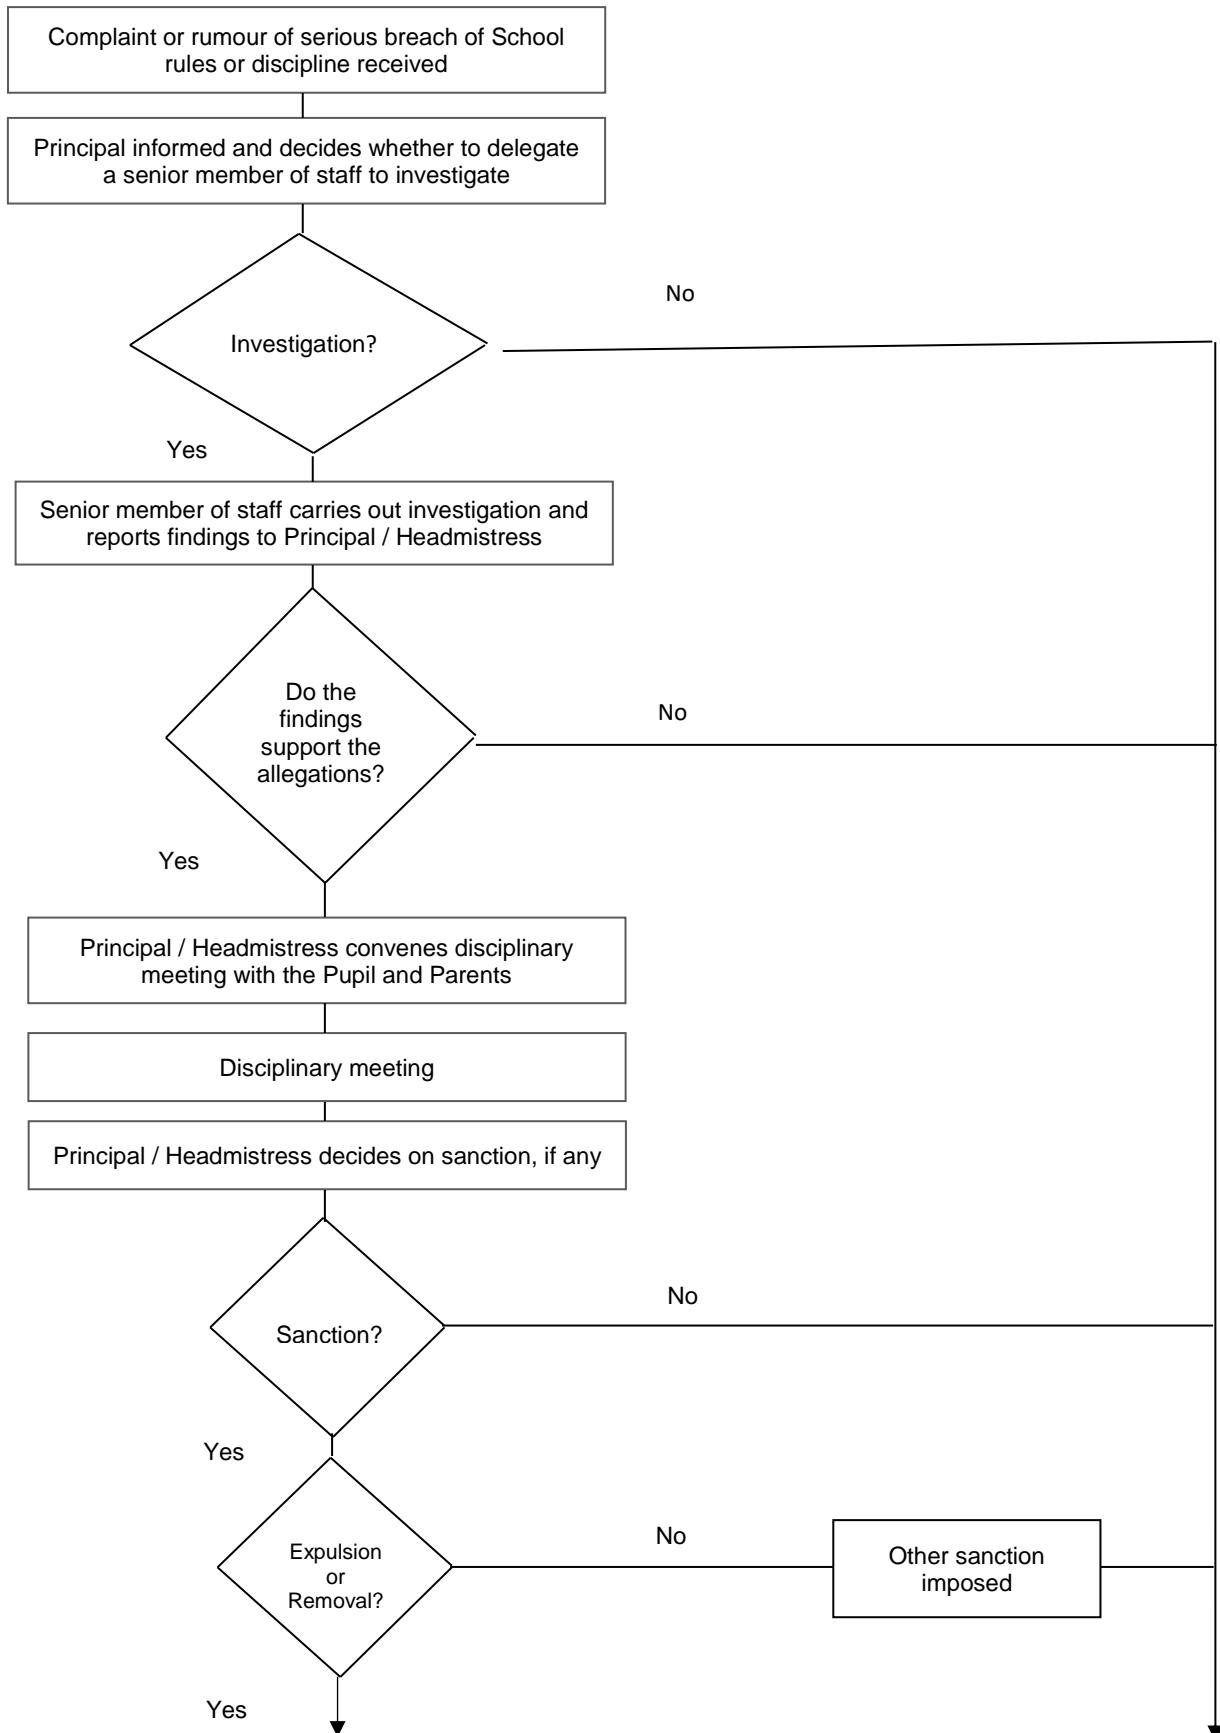 Complaint or rumour of serious breach of School
rules or discipline received
Principal informed and decides whether to delegate
a senior member of staff to investigate
No
Investigation?
Yes
Senior member of staff carries out investigation and
reports findings to Principal / Headmistress
Do the
findings
support the
allegations?
No
Yes
Principal / Headmistress convenes disciplinary
meeting with the Pupil and Parents
Disciplinary meeting
Principal / Headmistress decides on sanction, if any
No
Sanction?
Yes
No
Expulsion
or
Removal?
Other sanction
imposed
Yes